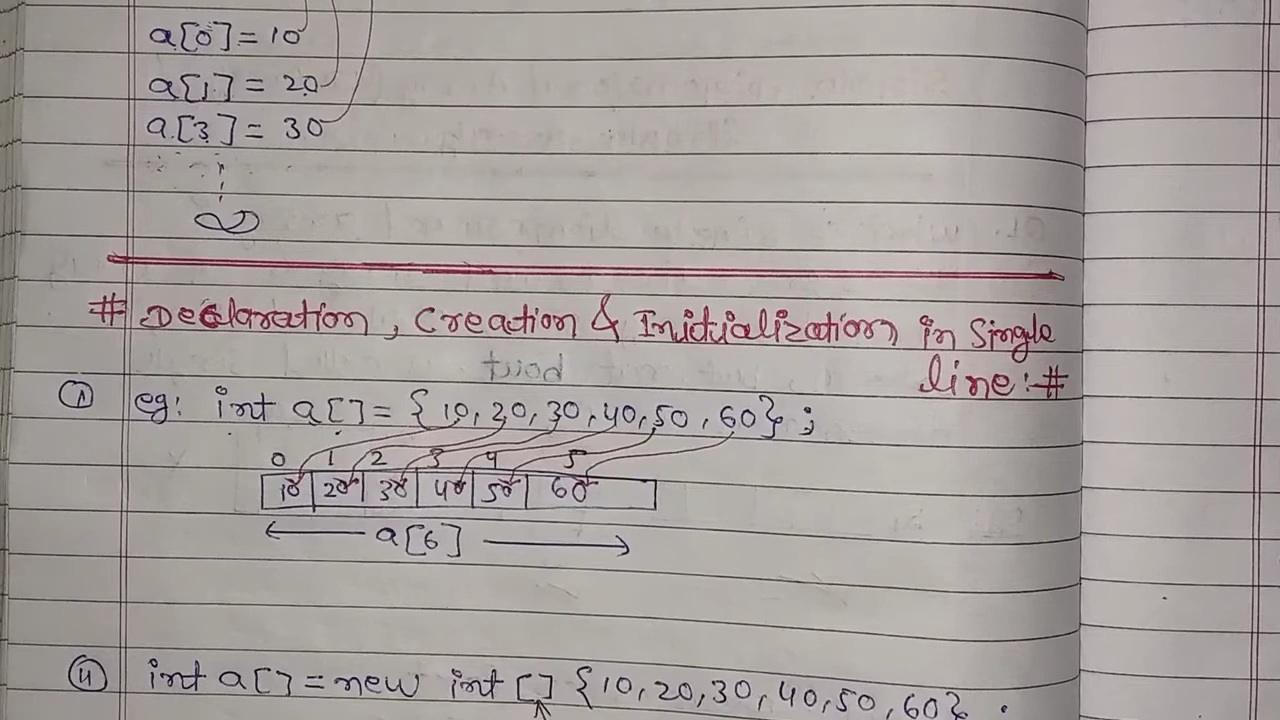 a[0] = 10
a[1] = 20
a[3] = 30
# Declaration, Creation & Initialization in Single
line:-#
① eg: int a[] = {10, 20, 30, 40, 50, 60};
0 1 2 3 4 5
10 20 30 40 50 60
a[6]
② int a[] = new int [] {10, 20, 30, 40, 50, 60}